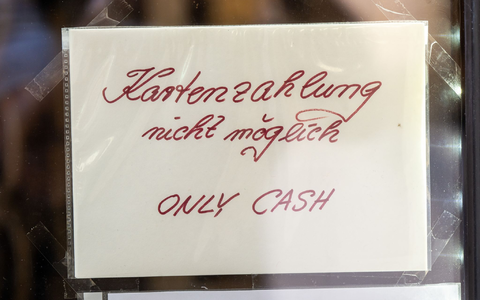 Kartenzahlung
nicht möglich
ONLY CASH